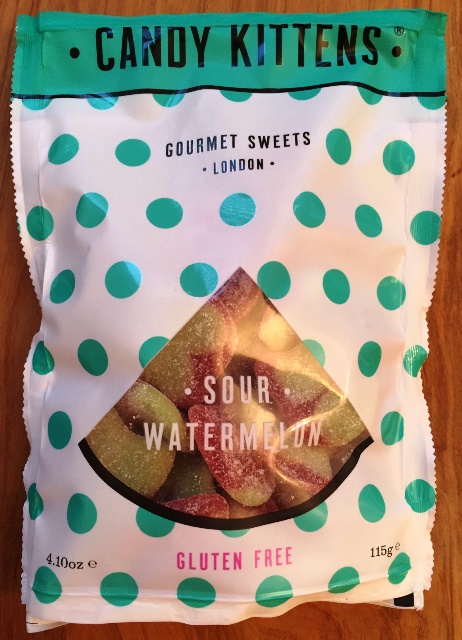 • CANDY KITTENS® •
GOURMET SWEETS
• LONDON •
• SOUR •
WATERMELON
GLUTEN FREE
4.10oz ℮
115g ℮